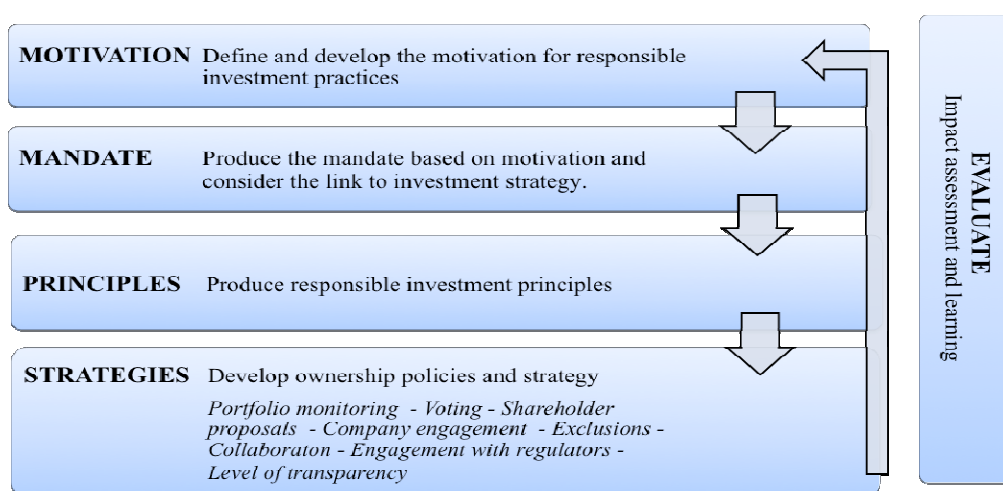 MOTIVATION Define and develop the motivation for responsible
investment practices
MANDATE Produce the mandate based on motivation and
consider the link to investment strategy.
PRINCIPLES Produce responsible investment principles
STRATEGIES Develop ownership policies and strategy
Portfolio monitoring - Voting - Shareholder
proposals - Company engagement - Exclusions -
Collaboraton - Engagement with regulators -
Level of transparency
EVALUATE
Impact assessment and learning